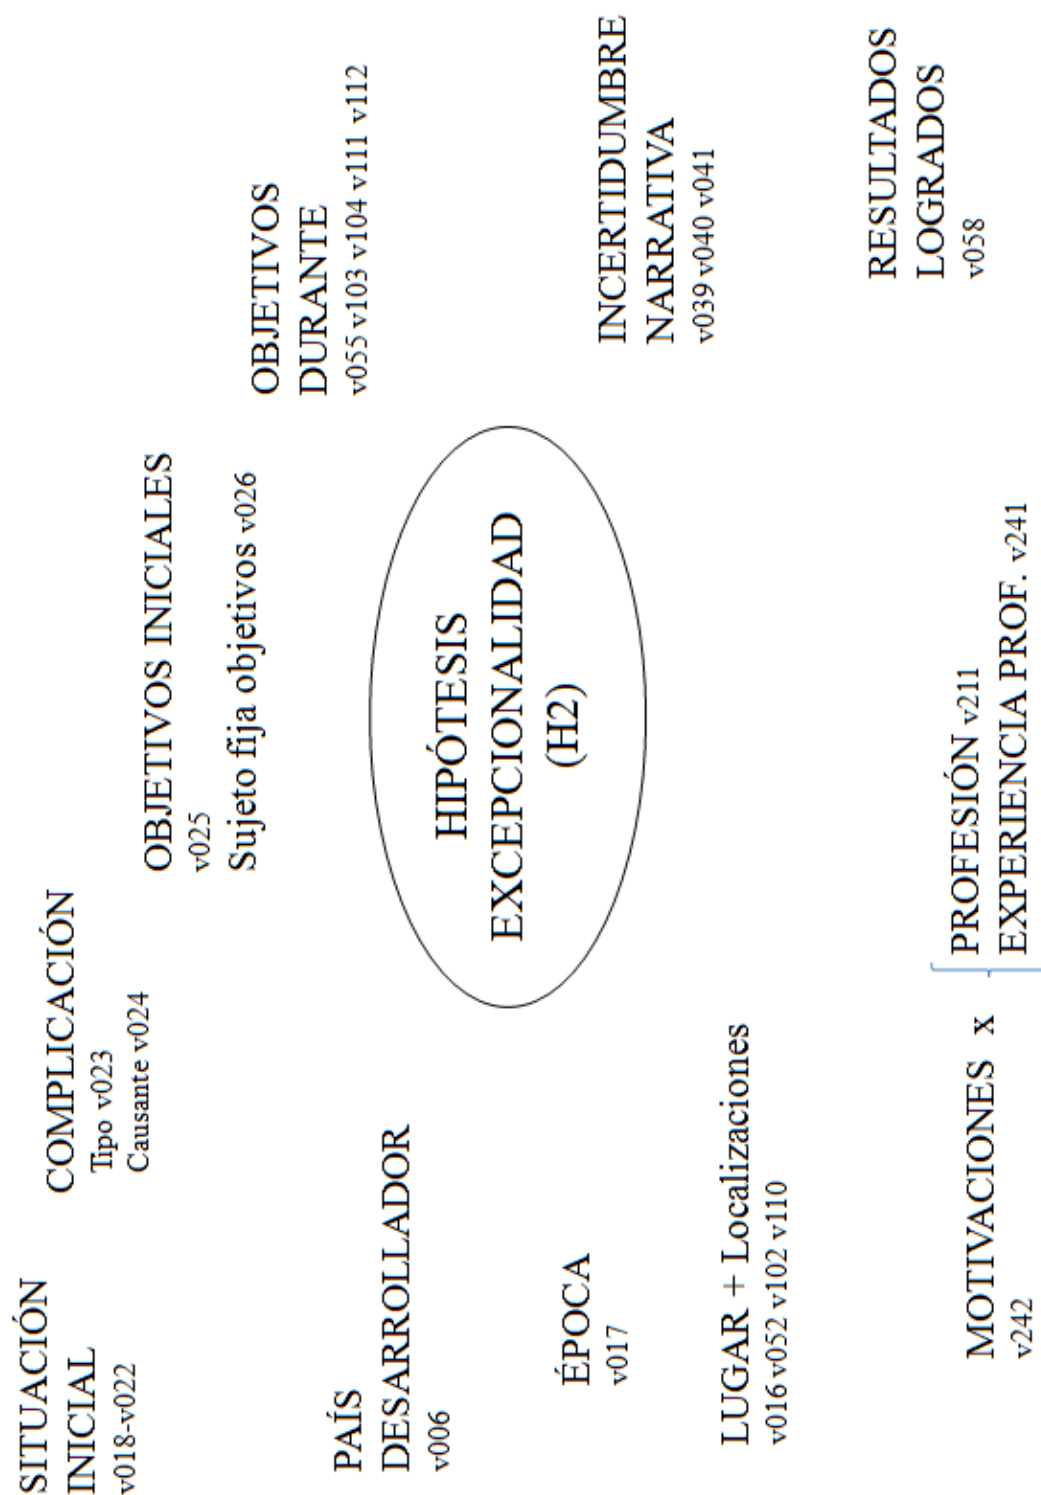 SITUACIÓN
INICIAL
v018-v022
COMPLICACIÓN
Tipo v023
Causante v024
OBJETIVOS INICIALES
v025
Sujeto fija objetivos v026
OBJETIVOS
DURANTE
v055 v103 v104 v111 v112
PAÍS
DESARROLLADOR
v006
HIPÓTESIS
EXCEPCIONALIDAD
(H2)
INCERTIDUMBRE
NARRATIVA
v039 v040 v041
ÉPOCA
v017
LUGAR + Localizaciones
v016 v052 v102 v110
RESULTADOS
LOGRADOS
v058
MOTIVACIONES x
v242
PROFESIÓN v211
EXPERIENCIA PROF. v241